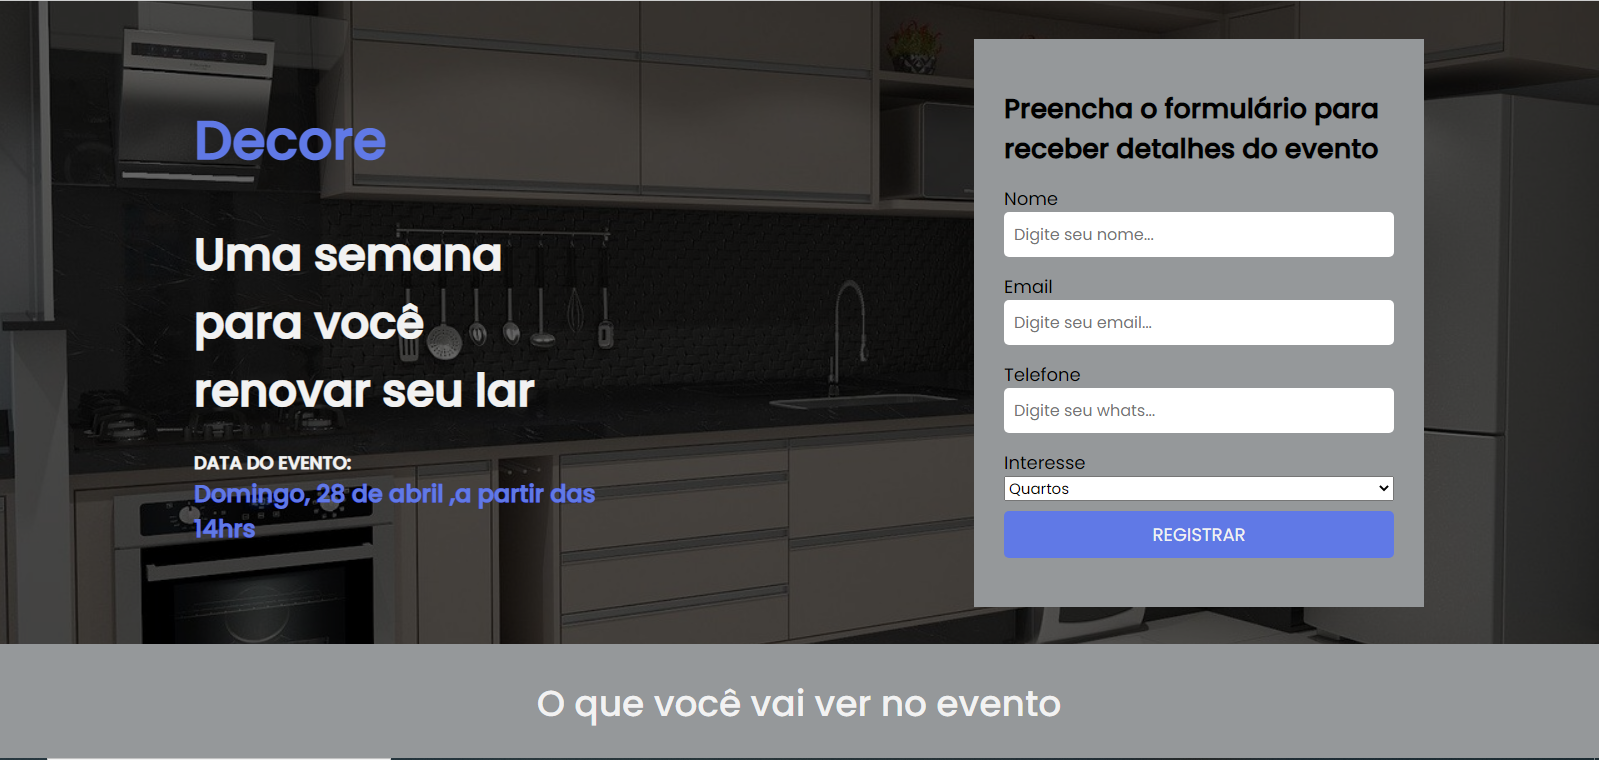 Decore
Uma semana
para você
renovar seu lar
DATA DO EVENTO:
Domingo, 28 de abril ,a partir das
14hrs
Preencha o formulário para
receber detalhes do evento
Nome
Digite seu nome...
Email
Digite seu email...
Telefone
Digite seu whats...
Interesse
Quartos
REGISTRAR
O que você vai ver no evento